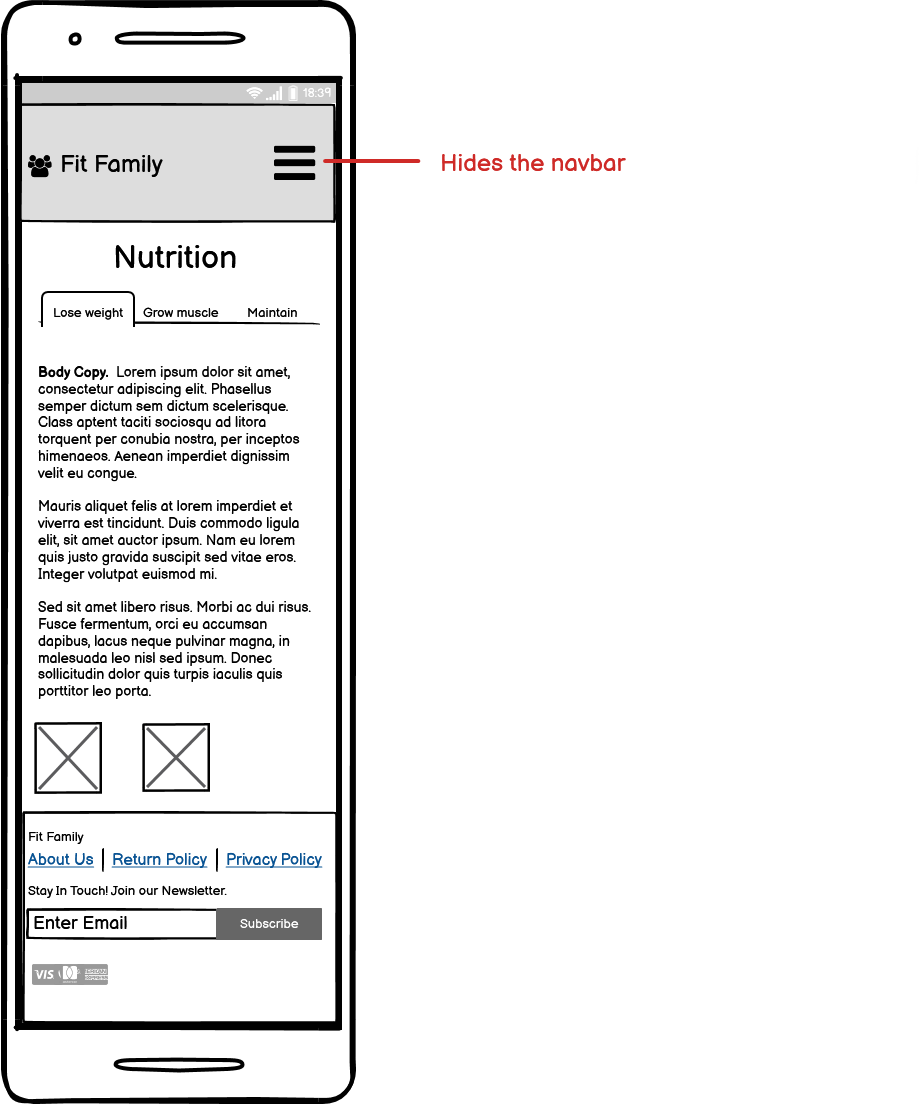 18:39
Fit Family
Hides the navbar
Nutrition
Lose weight Grow muscle Maintain
Body Copy. Lorem ipsum dolor sit amet,
consectetur adipiscing elit. Phasellus
semper dictum sem dictum scelerisque.
Class aptent taciti sociosqu ad litora
torquent per conubia nostra, per inceptos
himenaeos. Aenean imperdiet dignissim
velit eu congue.
Mauris aliquet felis at lorem imperdiet et
viverra est tincidunt. Duis commodo ligula
elit, sit amet auctor ipsum. Nam eu lorem
quis justo gravida suscipit sed vitae eros.
Integer volutpat euismod mi.
Sed sit amet libero risus. Morbi ac dui risus.
Fusce fermentum, orci eu accumsan
dapibus, lacus neque pulvinar magna, in
malesuada leo nisl sed ipsum. Donec
sollicitudin dolor quis turpis iaculis quis
porttitor leo porta.
Fit Family
About Us Return Policy Privacy Policy
Stay In Touch! Join our Newsletter.
Enter Email Subscribe
VIS